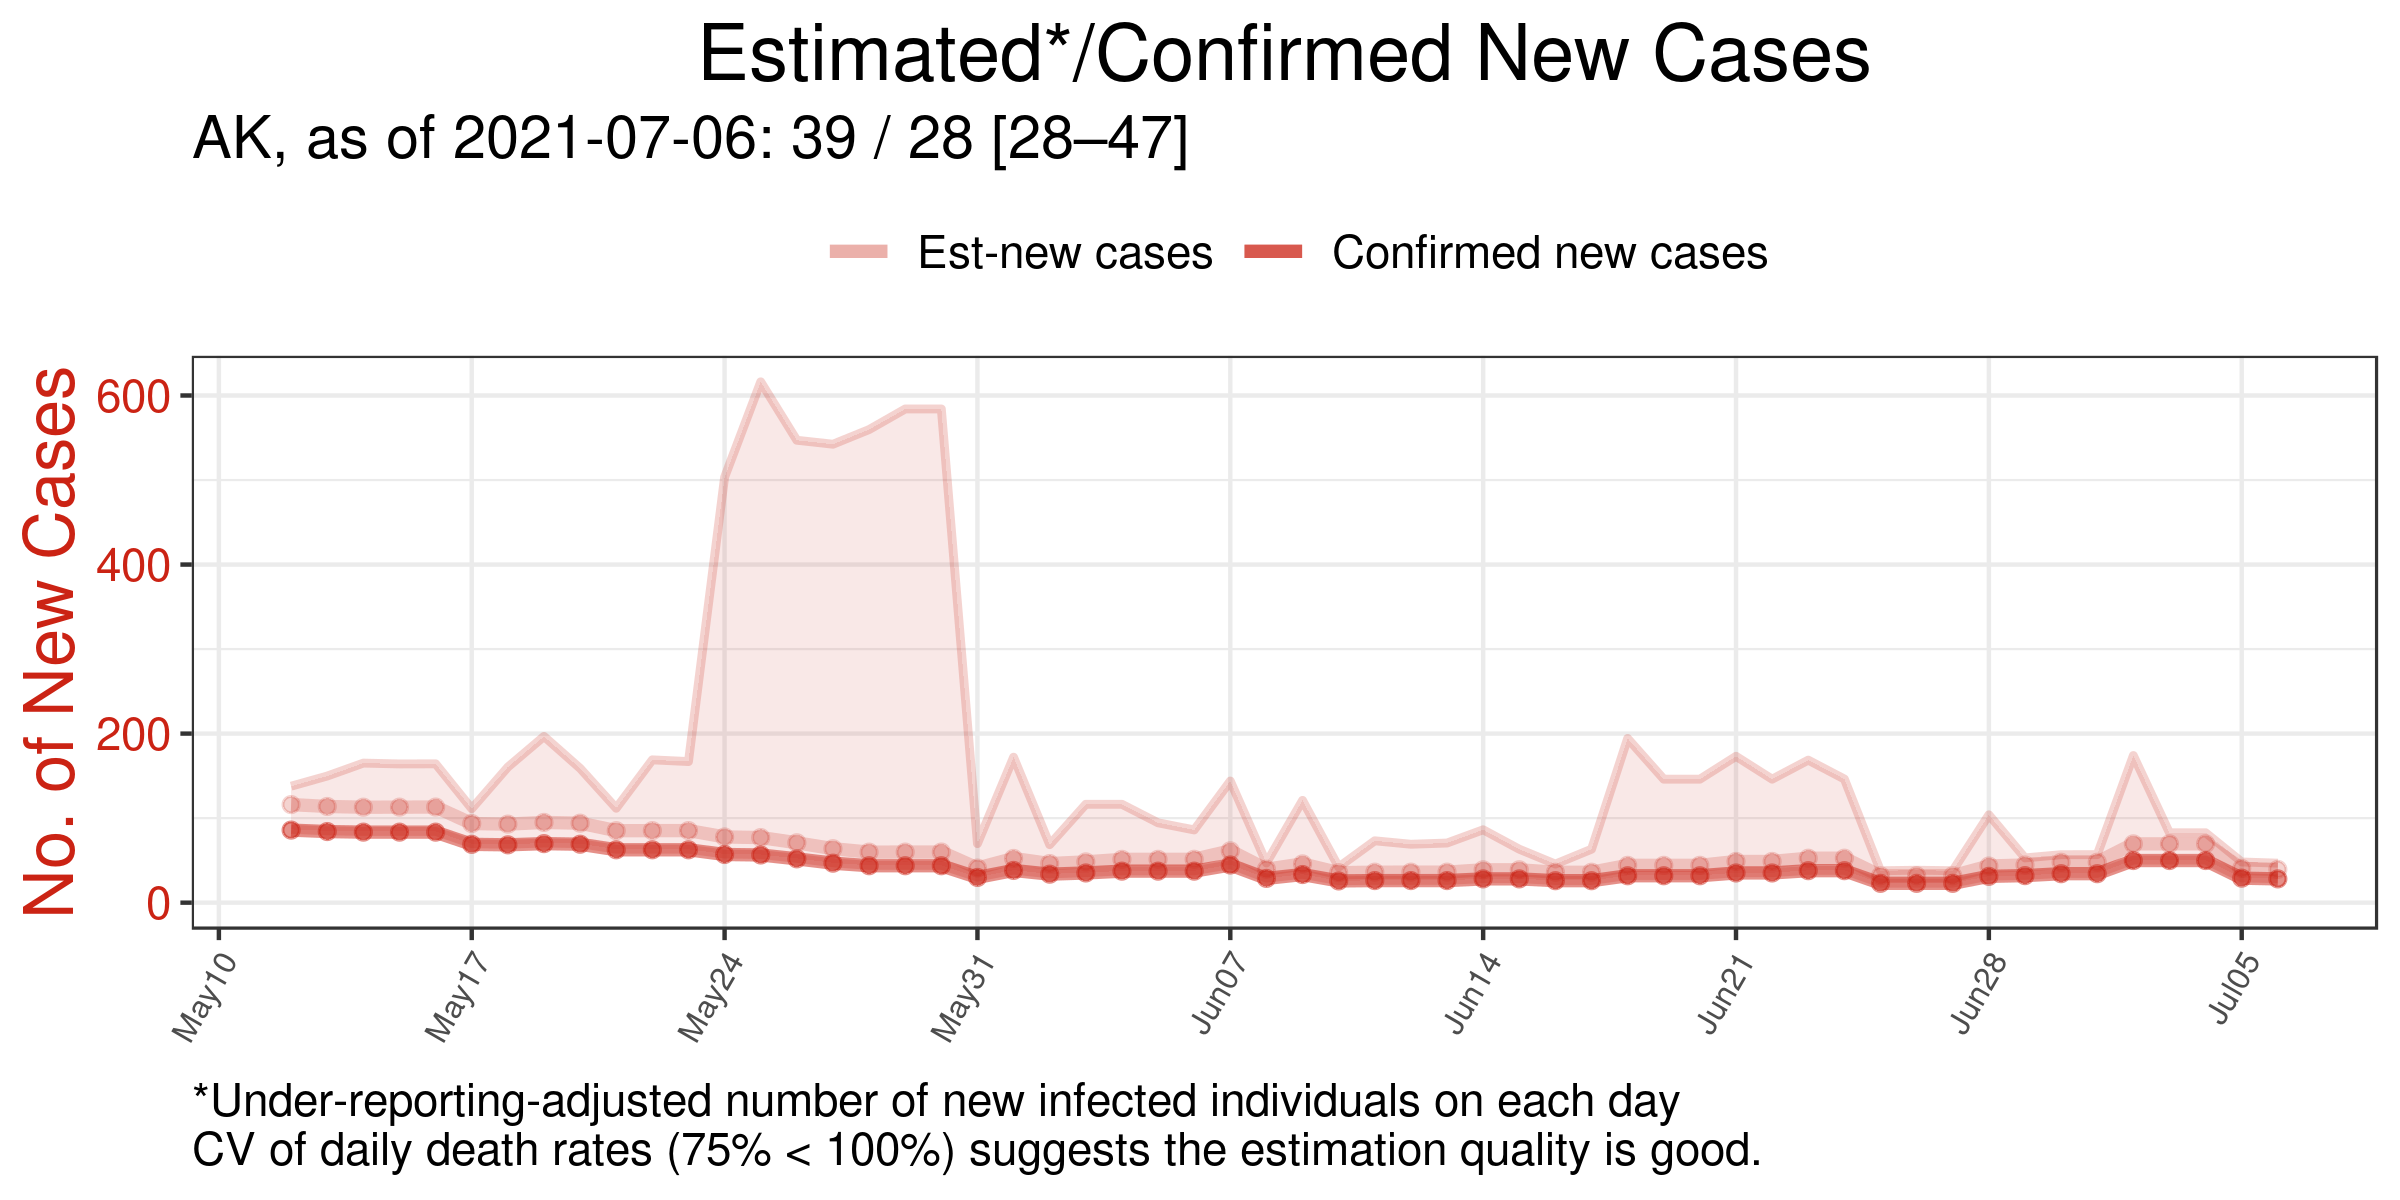 Estimated*/Confirmed New Cases
AK, as of 2021-07-06: 39 / 28 [28–47]
Est-new cases Confirmed new cases
No. of New Cases
600
400
200
0
May10 May17 May24 May31 Jun07 Jun14 Jun21 Jun28 Jul05
*Under-reporting-adjusted number of new infected individuals on each day
CV of daily death rates (75% < 100%) suggests the estimation quality is good.